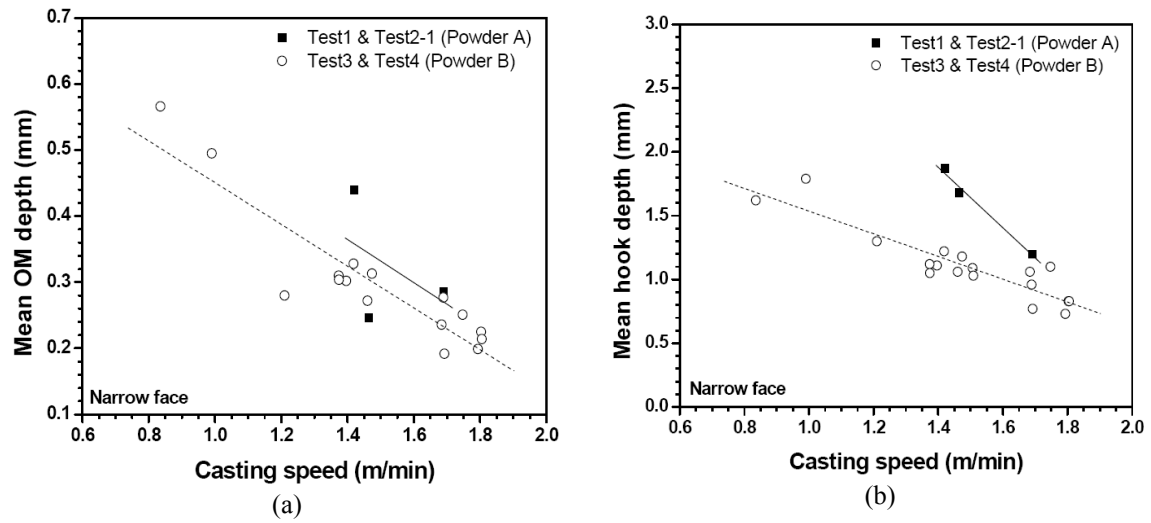 0.7
0.6
0.5
0.4
0.3
0.2
0.1
Mean OM depth (mm)
Test1 & Test2-1 (Powder A)
Test3 & Test4 (Powder B)
Narrow face
0.6 0.8 1.0 1.2 1.4 1.6 1.8 2.0
Casting speed (m/min)
(a)
3.0
2.5
2.0
1.5
1.0
0.5
0.0
Mean hook depth (mm)
Test1 & Test2-1 (Powder A)
Test3 & Test4 (Powder B)
Narrow face
0.6 0.8 1.0 1.2 1.4 1.6 1.8 2.0
Casting speed (m/min)
(b)